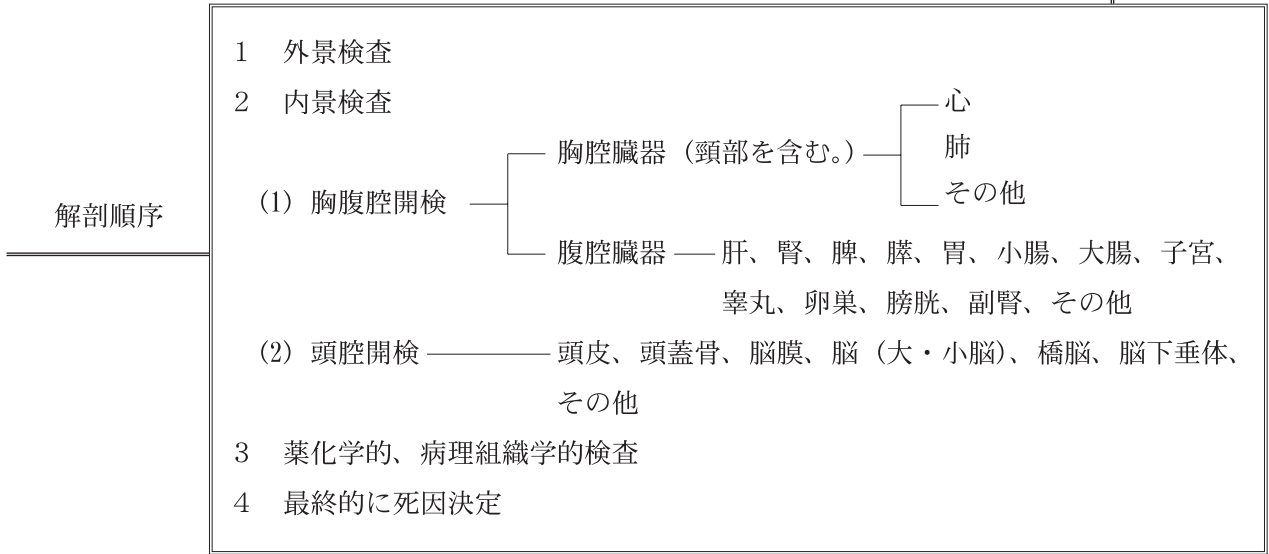 解剖順序
1 外景検査
2 内景検査
(1) 胸腹腔開検
胸腔臓器（頸部を含む。）
心
肺
その他
腹腔臓器
肝、腎、脾、膵、胃、小腸、大腸、子宮、
睾丸、卵巣、膀胱、副腎、その他
(2) 頭腔開検
頭皮、頭蓋骨、脳膜、脳（大・小脳）、橋脳、脳下垂体、
その他
3 薬化学的、病理組織学的検査
4 最終的に死因決定